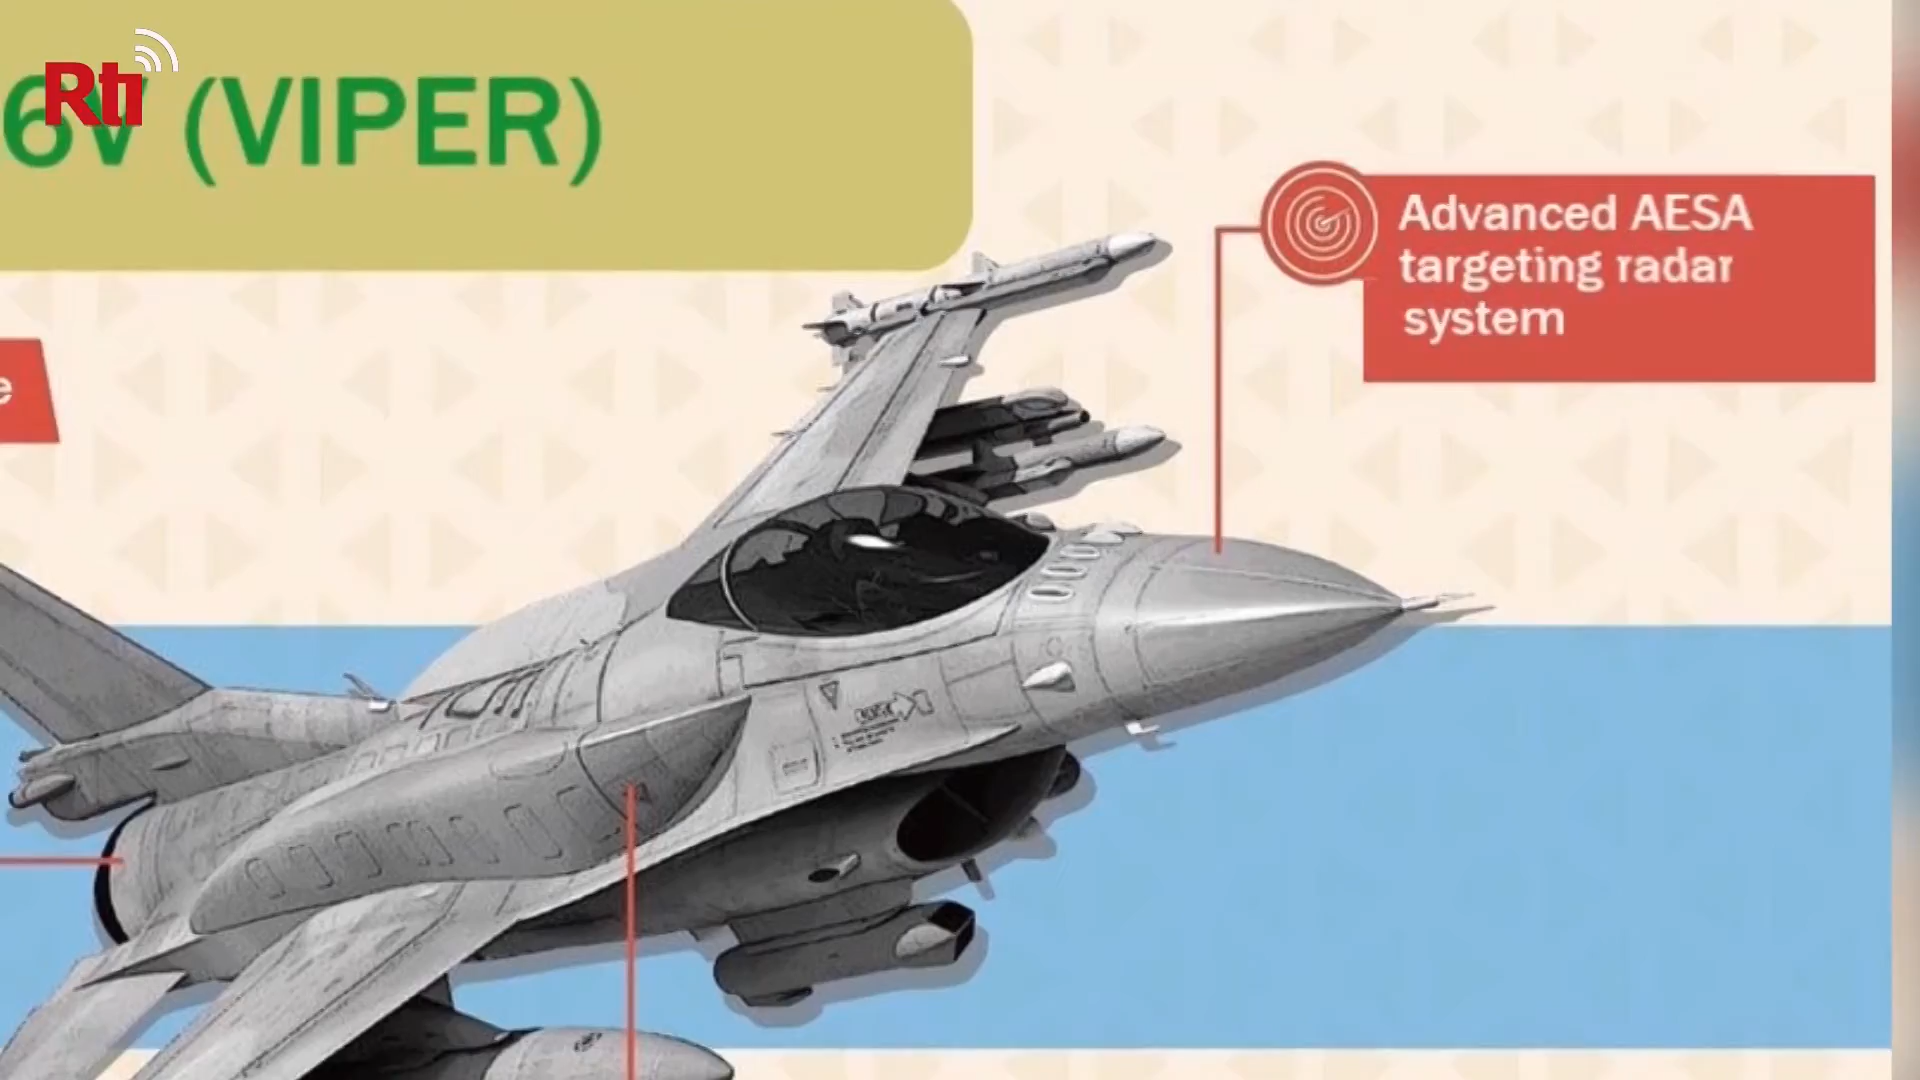 Rti
6V (VIPER)
Advanced AESA
targeting radar
system
e